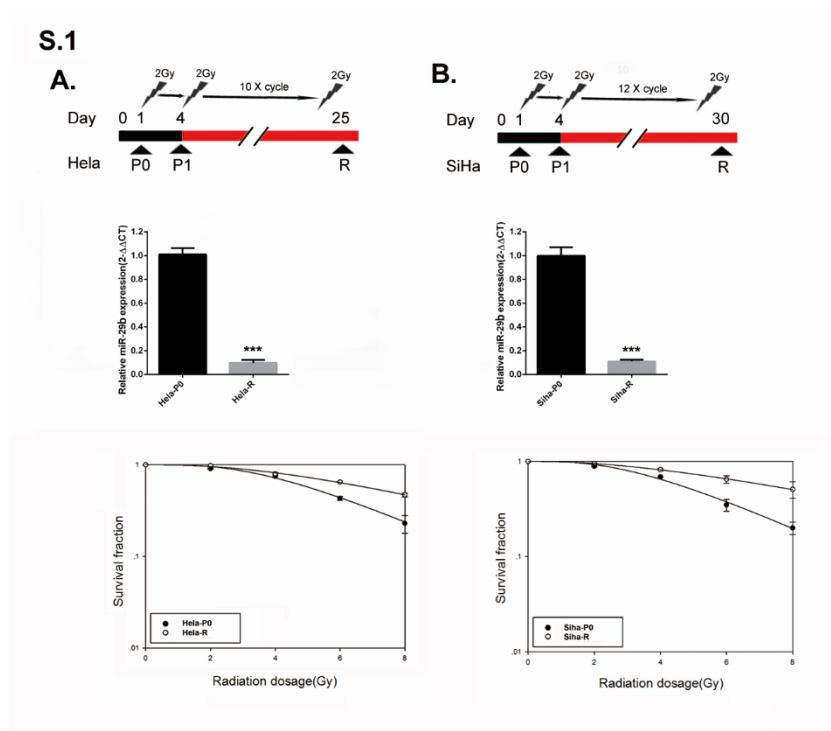 S.1
A.
2Gy 2Gy 10 X cycle 2Gy
Day 0 1 4 25
Hela P0 P1 R
Relative miR-29b expression(2-ΔΔCT)
1.2
1.0
0.8
0.6
0.4
0.2
0.0
***
Hela-P0 Hela-R
Survival fraction
1
.1
.01
Hela-P0
Hela-R
0 2 4 6 8
Radiation dosage(Gy)
B.
2Gy 2Gy 12 X cycle 2Gy
Day 0 1 4 30
SiHa P0 P1 R
Relative miR-29b expression(2-ΔΔCT)
1.2
1.0
0.8
0.6
0.4
0.2
0.0
***
Siha-P0 Siha-R
Survival fraction
1
.1
.01
Siha-P0
Siha-R
0 2 4 6 8
Radiation dosage(Gy)